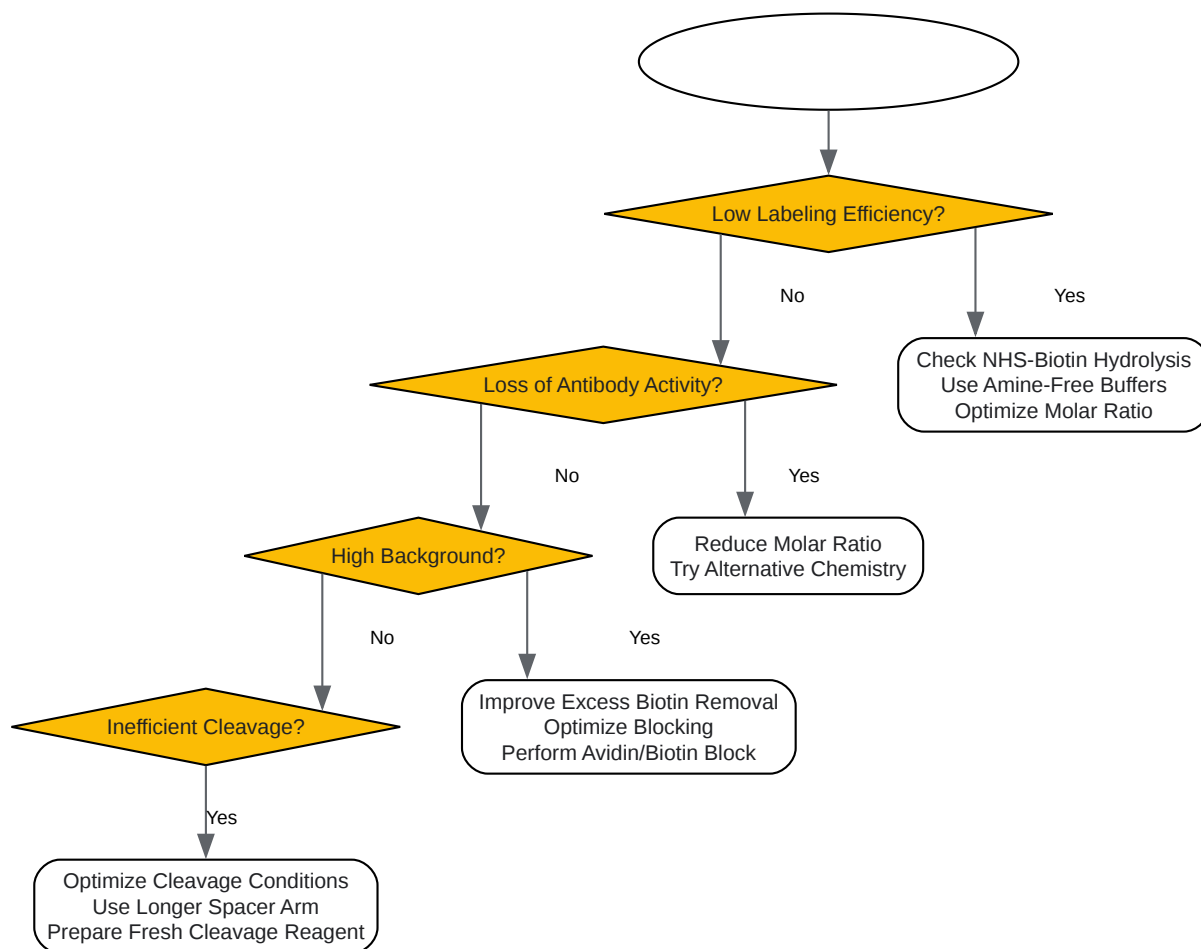 Low Labeling Efficiency?
No
Yes
Check NHS-Biotin Hydrolysis
Use Amine-Free Buffers
Optimize Molar Ratio
Loss of Antibody Activity?
No
Yes
Reduce Molar Ratio
Try Alternative Chemistry
High Background?
No
Yes
Improve Excess Biotin Removal
Optimize Blocking
Perform Avidin/Biotin Block
Inefficient Cleavage?
Yes
Optimize Cleavage Conditions
Use Longer Spacer Arm
Prepare Fresh Cleavage Reagent